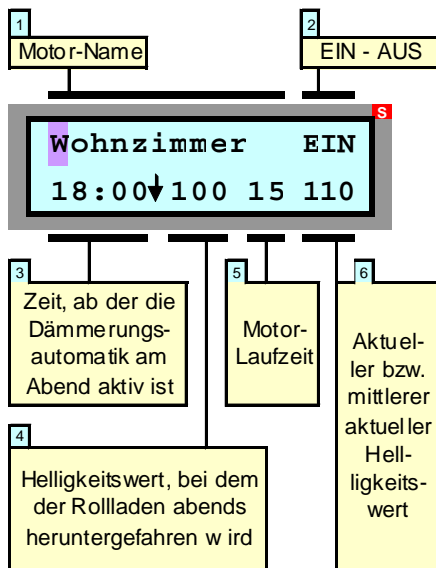 1
Motor-Name
2
EIN - AUS
S
Wohnzimmer EIN
18:00↓100 15 110
3
Zeit, ab der die
Dämmerungs-
automatik am
Abend aktiv ist
4
Helligkeitswert, bei dem
der Rollladen abends
heruntergefahren wird
5
Motor-
Laufzeit
6
Aktuel-
ler bzw.
mittlerer
aktueller
Hell-
ligkeits-
wert